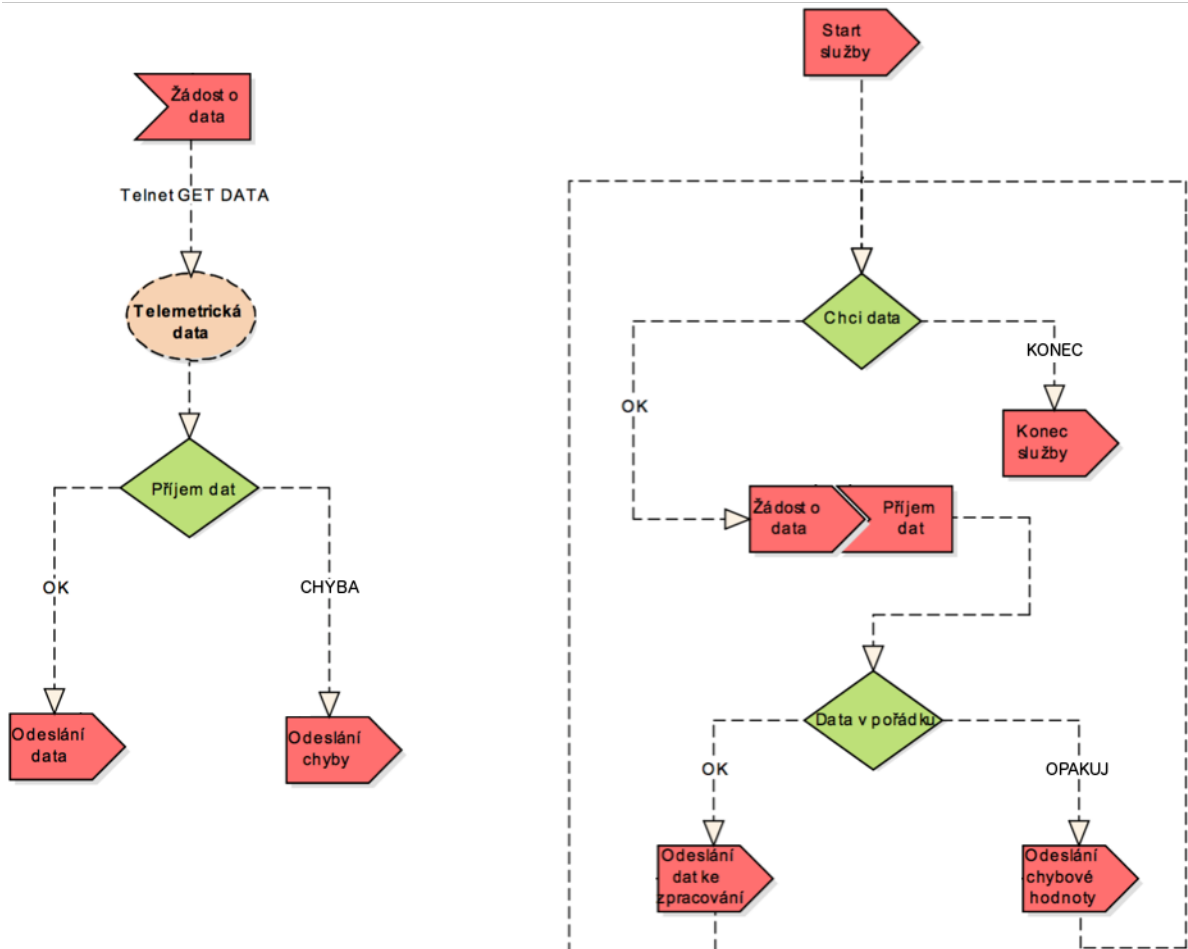 Žádost o
data
Telnet GET DATA
Telemetrická
data
Příjem dat
OK
CHYBA
Odeslání
data
Odeslání
chyby
Start
služby
Chci data
KONEC
OK
Konec
služby
Žádost o
data
Příjem
dat
Data v pořádku
OK
OPAKUJ
Odeslání
dat ke
zpracování
Odeslání
chybové
hodnoty